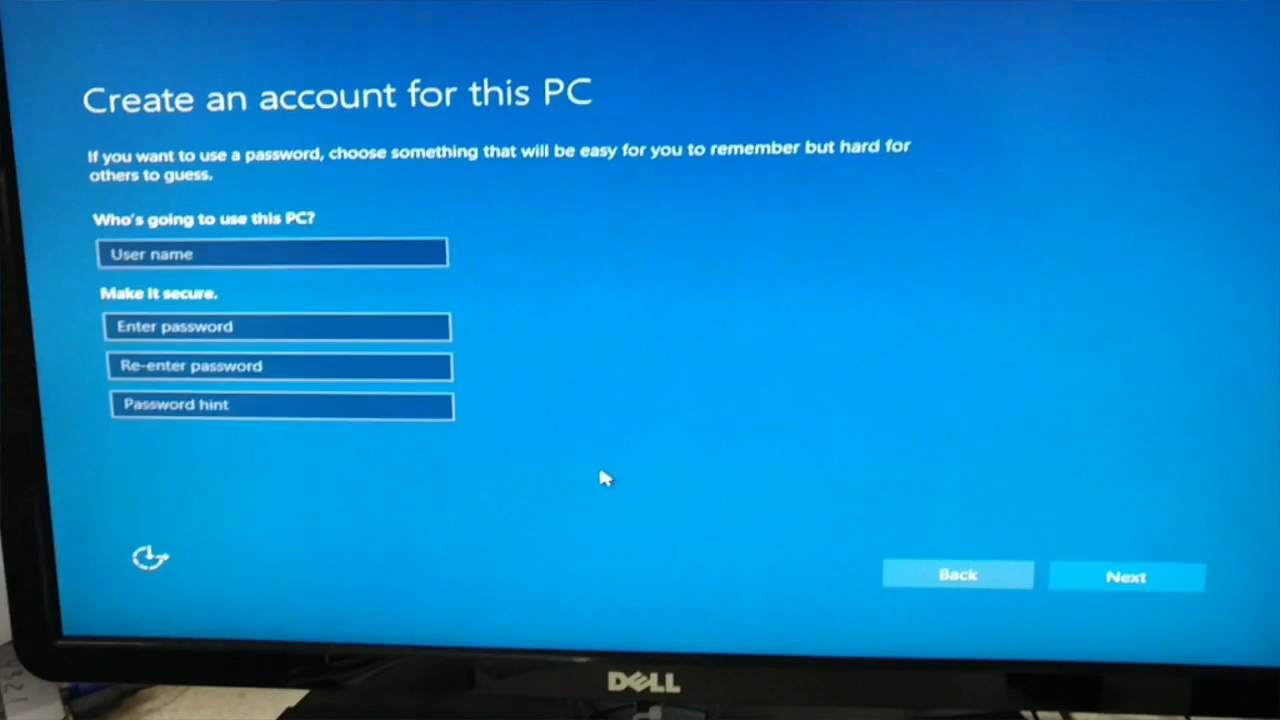 Create an account for this PC
If you want to use a password, choose something that will be easy for you to remember but hard for
others to guess.
Who's going to use this PC?
User name
Make it secure.
Enter password
Re-enter password
Password hint
Back
Next
DELL